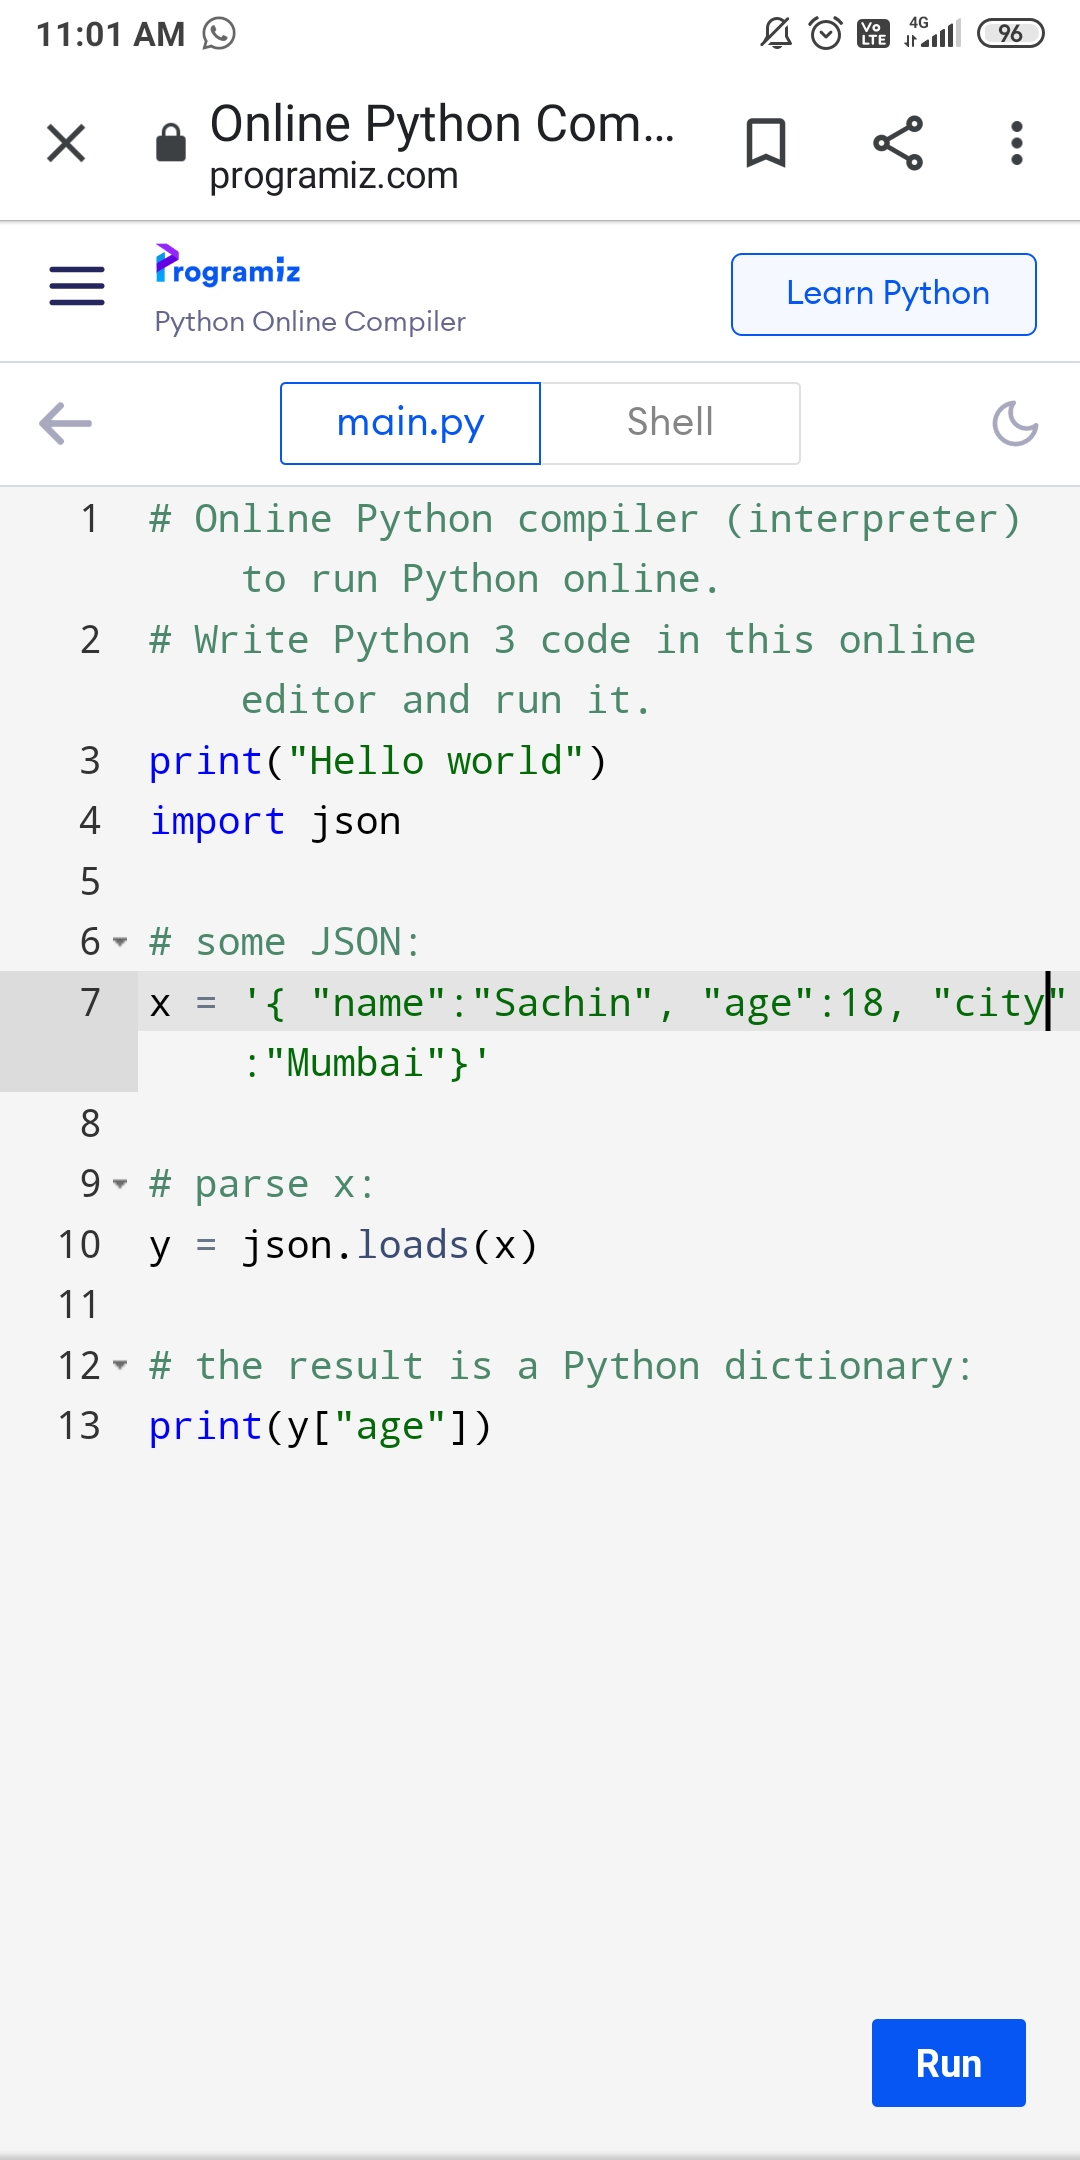 11:01 AM
Vo LTE 4G 96
Online Python Com...
programiz.com
Programiz
Python Online Compiler
Learn Python
main.py Shell
1 # Online Python compiler (interpreter)
to run Python online.
2 # Write Python 3 code in this online
editor and run it.
3 print("Hello world")
4 import json
5
6 # some JSON:
7 x = '{ "name":"Sachin", "age":18, "city"
:"Mumbai"}'
8
9 # parse x:
10 y = json.loads(x)
11
12 # the result is a Python dictionary:
13 print(y["age"])
Run